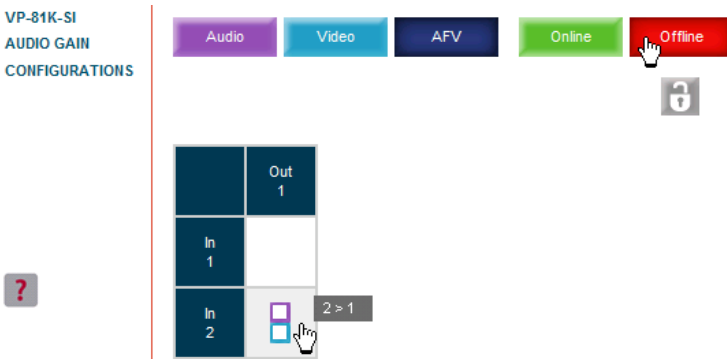 VP-81K-SI
AUDIO GAIN
CONFIGURATIONS
Audio
Video
AFV
Online
Offline
Out
1
In
1
In
2
2 > 1
?